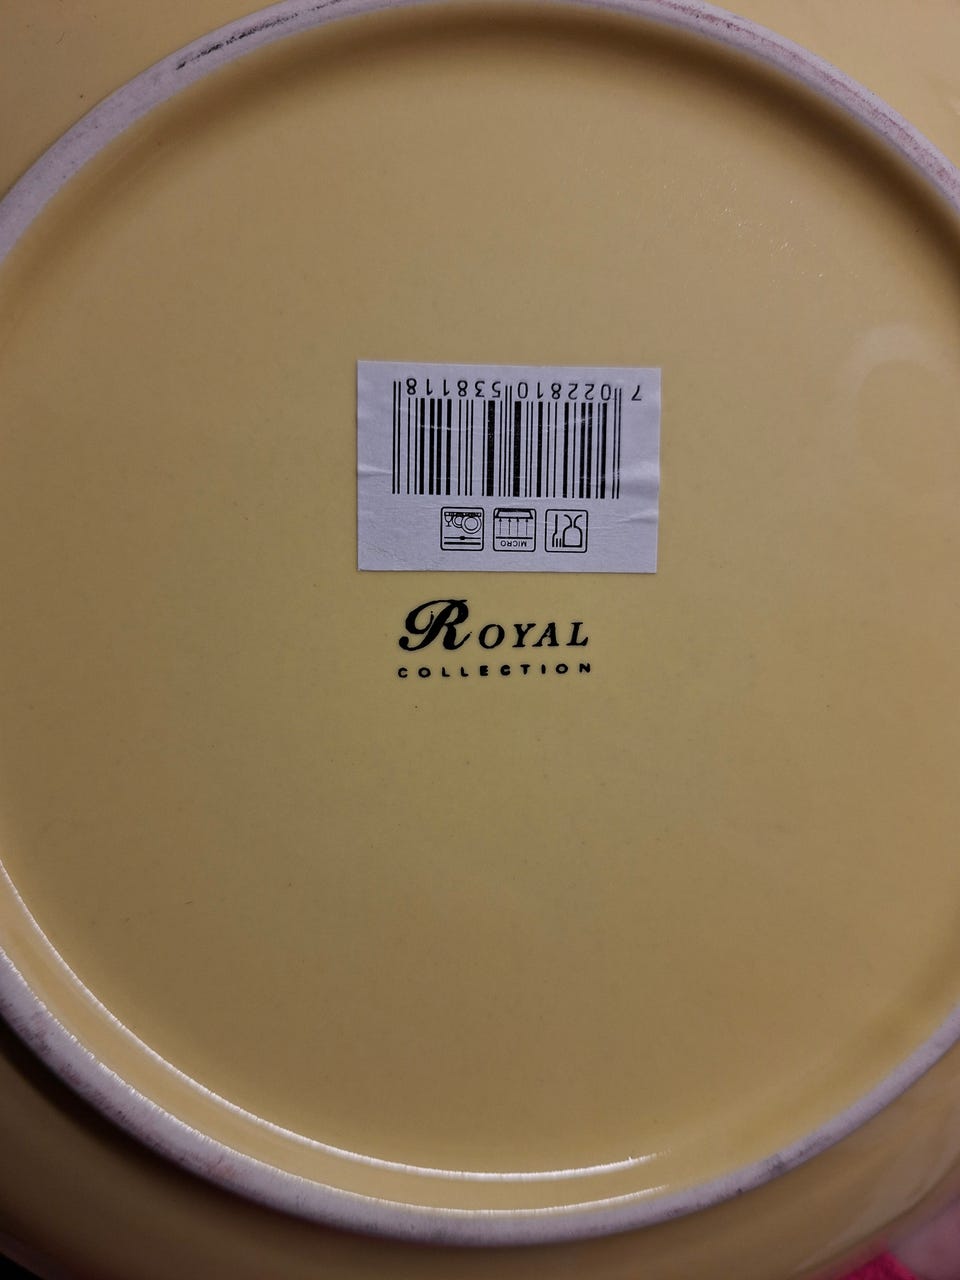 7 022810 538118
MICRO
ROYAL
COLLECTION